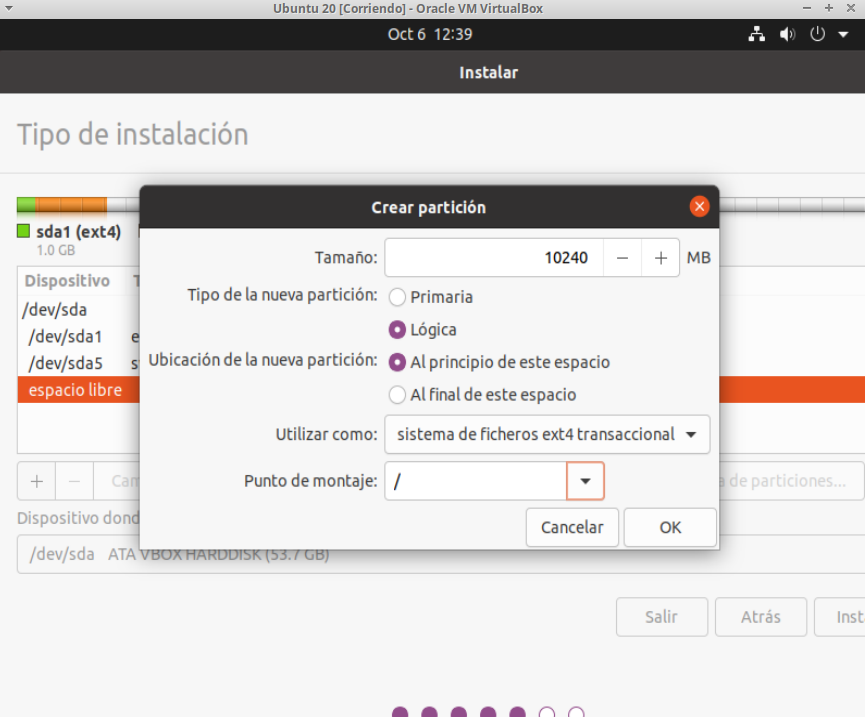 Ubuntu 20 [Corriendo] - Oracle VM VirtualBox
Oct 6 12:39
Instalar
Tipo de instalación
Crear partición
sda1 (ext4)
1.0 GB
Tamaño: 10240 MB
Tipo de la nueva partición: Primaria
Lógica
Ubicación de la nueva partición: Al principio de este espacio
Al final de este espacio
Utilizar como: sistema de ficheros ext4 transaccional
Punto de montaje: /
Cancelar OK
Dispositivo
/dev/sda
/dev/sda1
/dev/sda5
espacio libre
de particiones...
Dispositivo
/dev/sda ATA VBOX HARDDISK (53.7 GB)
Salir Atrás